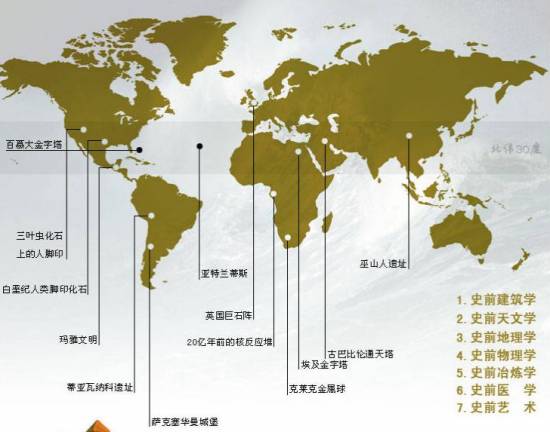 北纬30度
百慕大金字塔
三叶虫化石
上的人脚印
亚特兰蒂斯
巫山人遗址
白垩纪人类脚印化石
英国巨石阵
玛雅文明
20亿年前的核反应堆
古巴比伦通天塔
埃及金字塔
蒂亚瓦纳科遗址
克莱克金属球
萨克塞华曼城堡
1. 史前建筑学
2. 史前天文学
3. 史前地理学
4. 史前物理学
5. 史前冶炼学
6. 史前医 学
7. 史前艺 术